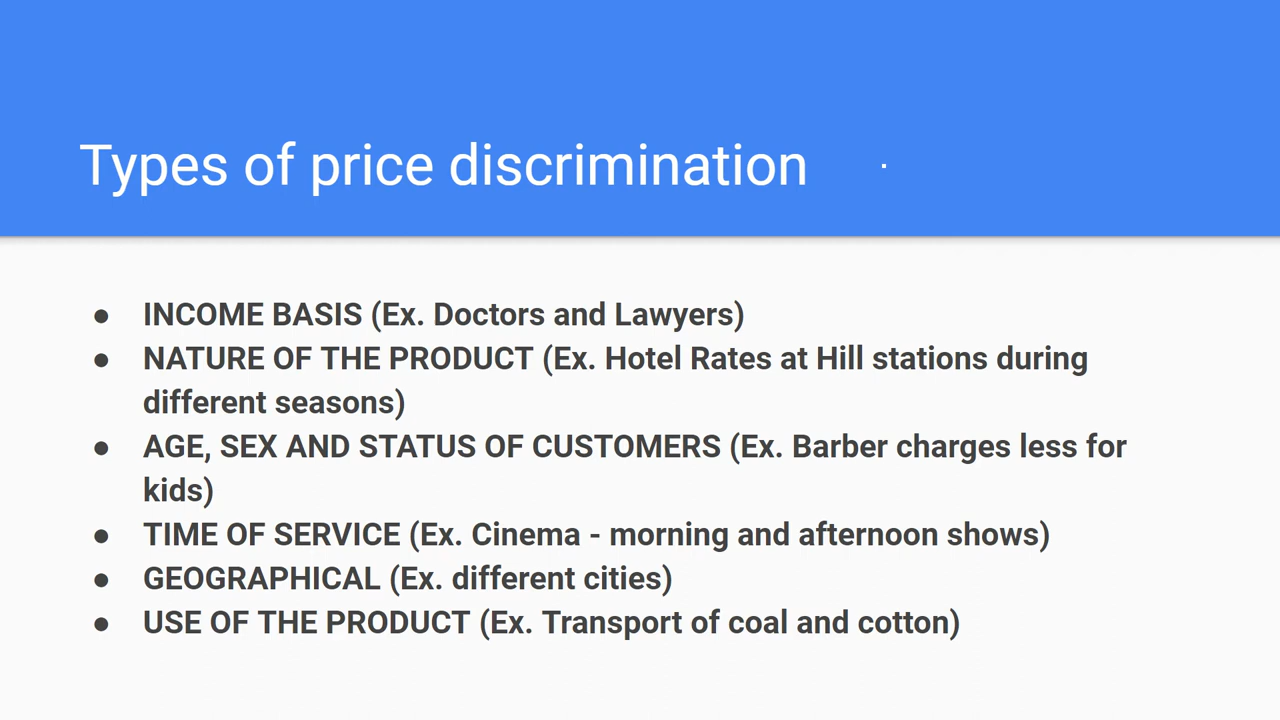 Types of price discrimination
● INCOME BASIS (Ex. Doctors and Lawyers)
● NATURE OF THE PRODUCT (Ex. Hotel Rates at Hill stations during
different seasons)
● AGE, SEX AND STATUS OF CUSTOMERS (Ex. Barber charges less for
kids)
● TIME OF SERVICE (Ex. Cinema - morning and afternoon shows)
● GEOGRAPHICAL (Ex. different cities)
● USE OF THE PRODUCT (Ex. Transport of coal and cotton)